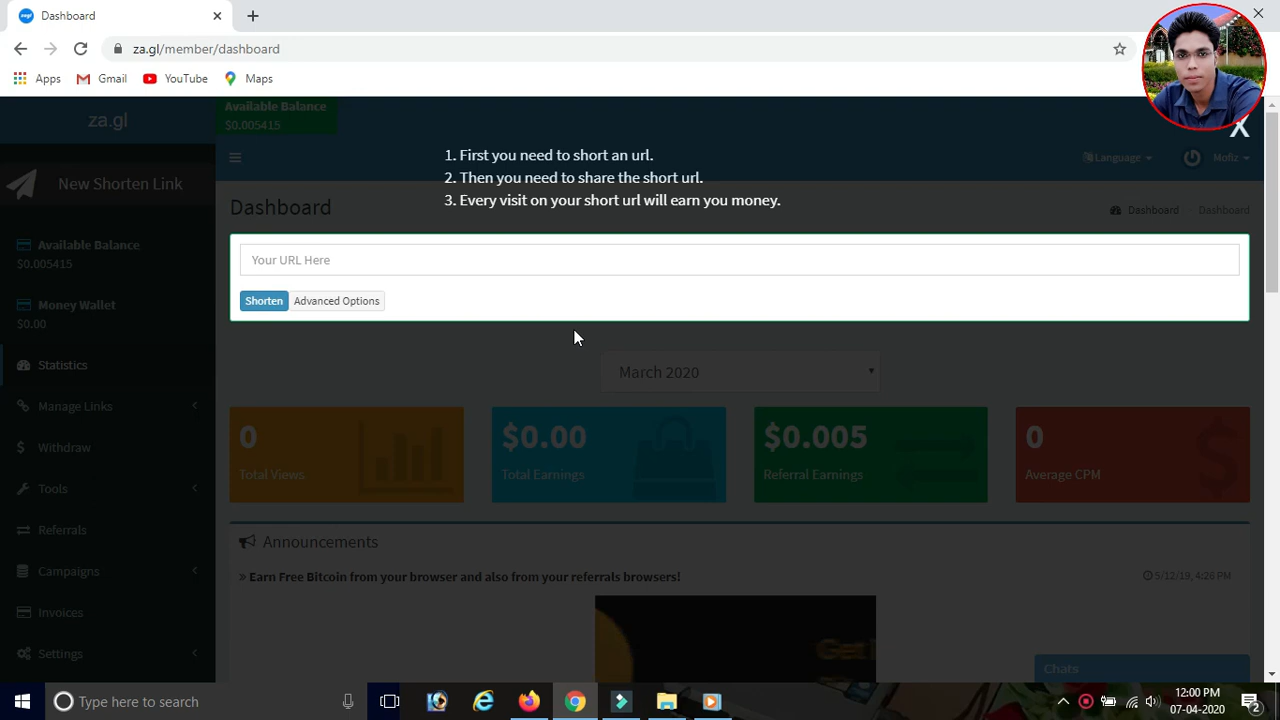 Dashboard
za.gl/member/dashboard
Apps
Gmail
YouTube
Maps
za.gl
Available Balance
$0.005415
X
1. First you need to short an url.
2. Then you need to share the short url.
3. Every visit on your short url will earn you money.
Language
Mofiz
New Shorten Link
Dashboard
Dashboard
Dashboard
Available Balance
$0.005415
Your URL Here
Money Wallet
$0.00
Shorten
Advanced Options
Statistics
March 2020
Manage Links
0
Total Views
$0.00
Total Earnings
$0.005
Referral Earnings
0
Average CPM
Withdraw
Tools
Referrals
Announcements
Campaigns
» Earn Free Bitcoin from your browser and also from your referrals browsers!
5/12/19, 4:26 PM
Invoices
Settings
Chats
Type here to search
12:00 PM
07-04-2020
2